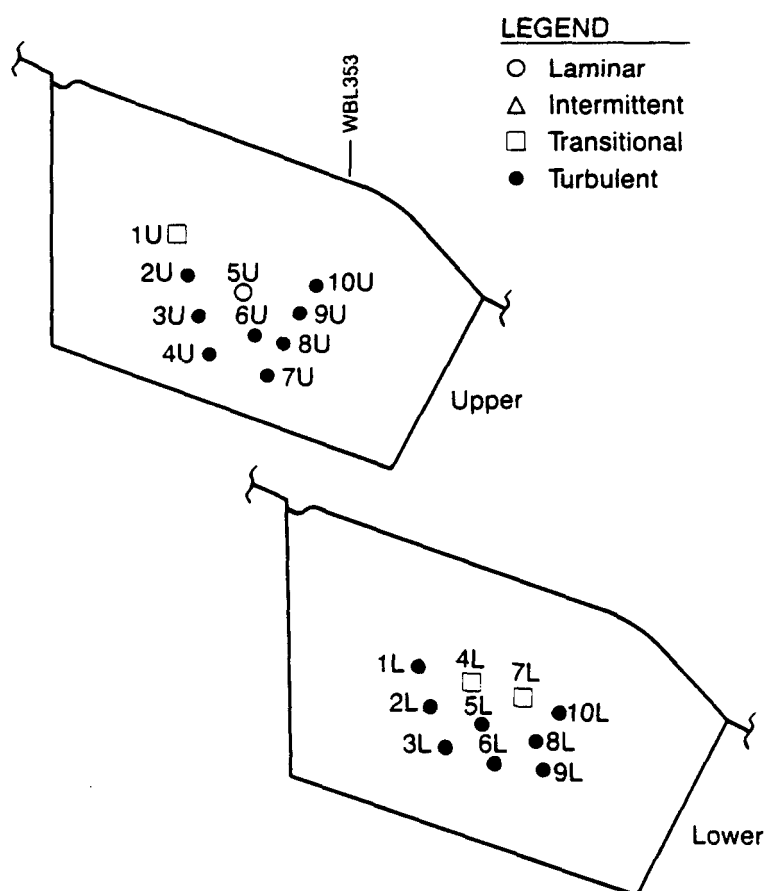 LEGEND
Laminar
Intermittent
Transitional
Turbulent
WBL353
1U
2U
5U
10U
3U
6U
9U
4U
8U
7U
Upper
1L
4L
7L
2L
5L
10L
3L
6L
8L
9L
Lower